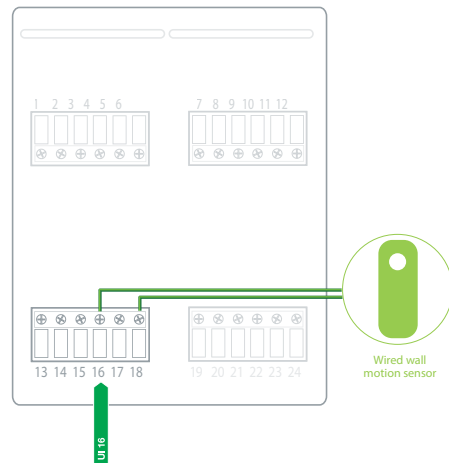 1 2 3 4 5 6
7 8 9 10 11 12
Wired wall
motion sensor
13 14 15 16 17 18
19 20 21 22 23 24
UI 16